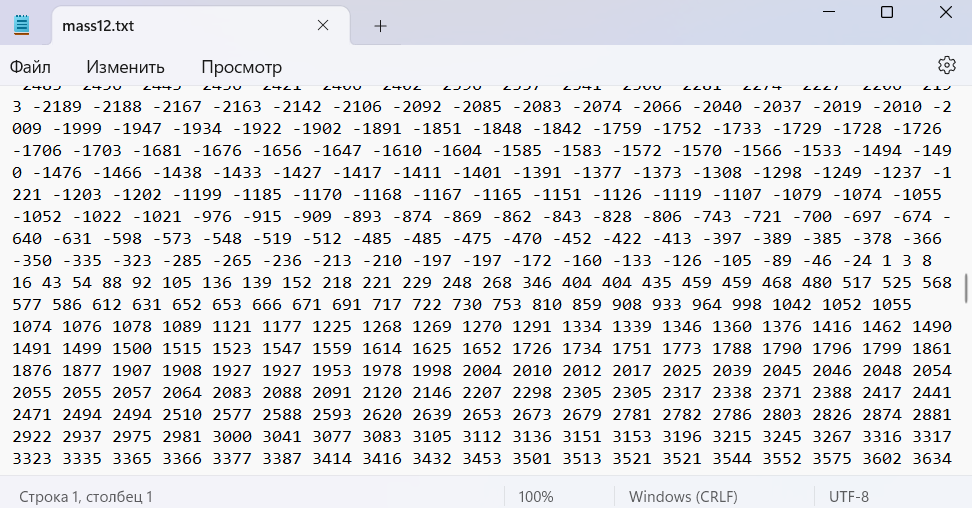 mass12.txt
Файл Изменить Просмотр
3 -2189 -2188 -2167 -2163 -2142 -2106 -2092 -2085 -2083 -2074 -2066 -2040 -2037 -2019 -2010 -2
009 -1999 -1947 -1934 -1922 -1902 -1891 -1851 -1848 -1842 -1759 -1752 -1733 -1729 -1728 -1726
-1706 -1703 -1681 -1676 -1656 -1647 -1610 -1604 -1585 -1583 -1572 -1570 -1566 -1533 -1494 -149
0 -1476 -1466 -1438 -1433 -1427 -1417 -1411 -1401 -1391 -1377 -1373 -1308 -1298 -1249 -1237 -1
221 -1203 -1202 -1199 -1185 -1170 -1168 -1167 -1165 -1151 -1126 -1119 -1107 -1079 -1074 -1055
-1052 -1022 -1021 -976 -915 -909 -893 -874 -869 -862 -843 -828 -806 -743 -721 -700 -697 -674 -
640 -631 -598 -573 -548 -519 -512 -485 -485 -475 -470 -452 -422 -413 -397 -389 -385 -378 -366
-350 -335 -323 -285 -265 -236 -213 -210 -197 -197 -172 -160 -133 -126 -105 -89 -46 -24 1 3 8
16 43 54 88 92 105 136 139 152 218 221 229 248 268 346 404 404 435 459 459 468 480 517 525 568
577 586 612 631 652 653 666 671 691 717 722 730 753 810 859 908 933 964 998 1042 1052 1055
1074 1076 1078 1089 1121 1177 1225 1268 1269 1270 1291 1334 1339 1346 1360 1376 1416 1462 1490
1491 1499 1500 1515 1523 1547 1559 1614 1625 1652 1726 1734 1751 1773 1788 1790 1796 1799 1861
1876 1877 1907 1908 1927 1927 1953 1978 1998 2004 2010 2012 2017 2025 2039 2045 2046 2048 2054
2055 2055 2057 2064 2083 2088 2091 2120 2146 2207 2298 2305 2305 2317 2338 2371 2388 2417 2441
2471 2494 2494 2510 2577 2588 2593 2620 2639 2653 2673 2679 2781 2782 2786 2803 2826 2874 2881
2922 2937 2975 2981 3000 3041 3077 3083 3105 3112 3136 3151 3153 3196 3215 3245 3267 3316 3317
3323 3335 3365 3366 3377 3387 3414 3416 3432 3453 3501 3513 3521 3521 3544 3552 3575 3602 3634
Строка 1, столбец 1 100% Windows (CRLF) UTF-8